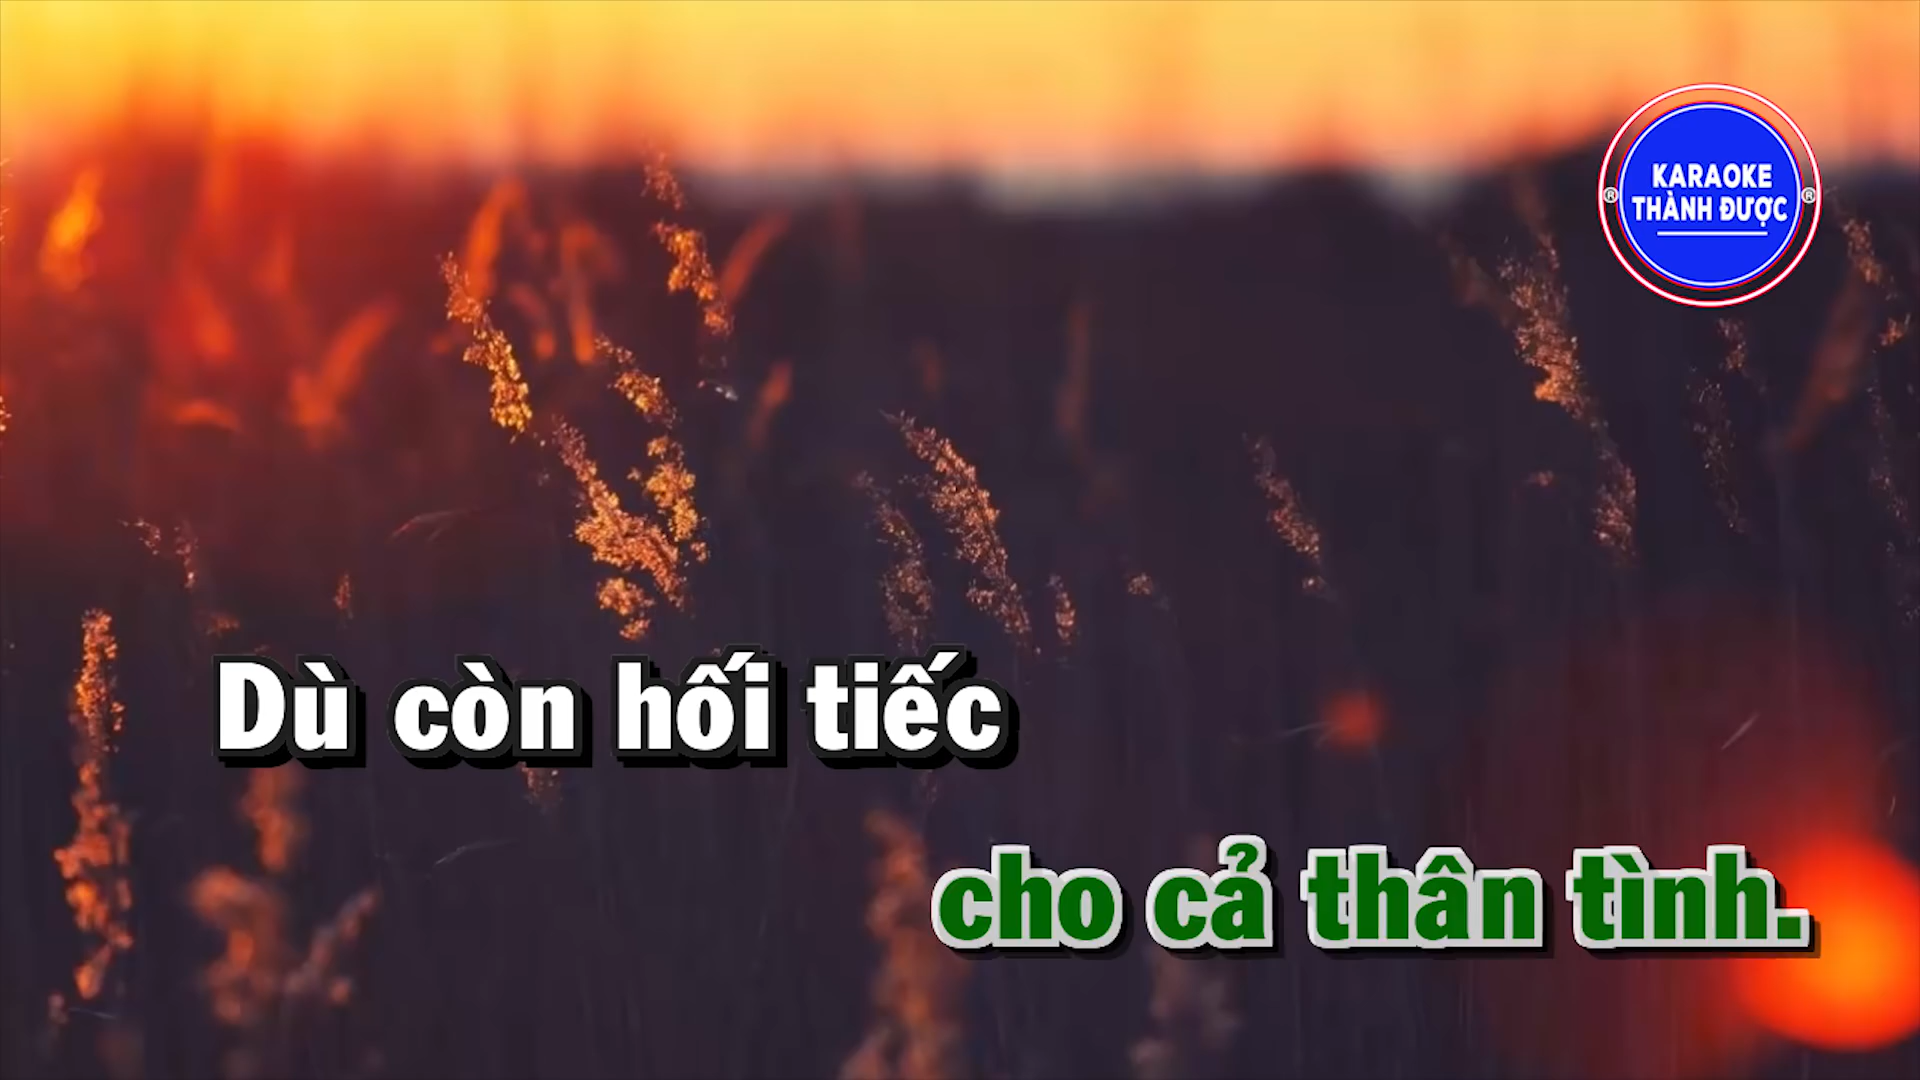 KARAOKE
THÀNH ĐƯỢC
Dù còn hối tiếc
cho cả thân tình.